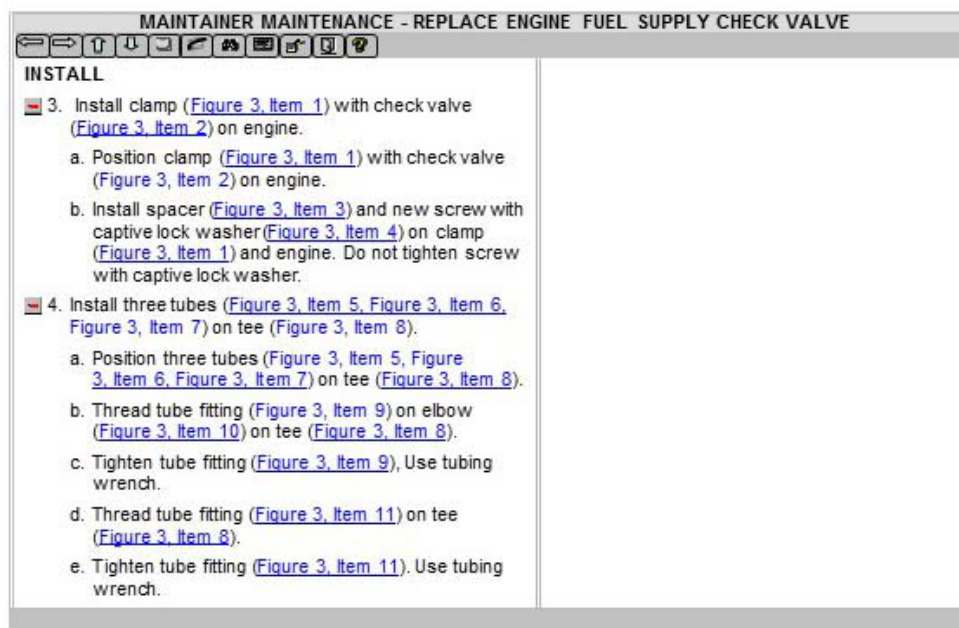 MAINTAINER MAINTENANCE - REPLACE ENGINE FUEL SUPPLY CHECK VALVE
INSTALL
3. Install clamp (Figure 3, Item 1) with check valve
(Figure 3, Item 2) on engine.
a. Position clamp (Figure 3, Item 1) with check valve
(Figure 3, Item 2) on engine.
b. Install spacer (Figure 3, Item 3) and new screw with
captive lock washer (Figure 3, Item 4) on clamp
(Figure 3, Item 1) and engine. Do not tighten screw
with captive lock washer.
4. Install three tubes (Figure 3, Item 5, Figure 3, Item 6,
Figure 3, Item 7) on tee (Figure 3, Item 8).
a. Position three tubes (Figure 3, Item 5, Figure
3, Item 6, Figure 3, Item 7) on tee (Figure 3, Item 8).
b. Thread tube fitting (Figure 3, Item 9) on elbow
(Figure 3, Item 10) on tee (Figure 3, Item 8).
c. Tighten tube fitting (Figure 3, Item 9), Use tubing
wrench.
d. Thread tube fitting (Figure 3, Item 11) on tee
(Figure 3, Item 8).
e. Tighten tube fitting (Figure 3, Item 11). Use tubing
wrench.